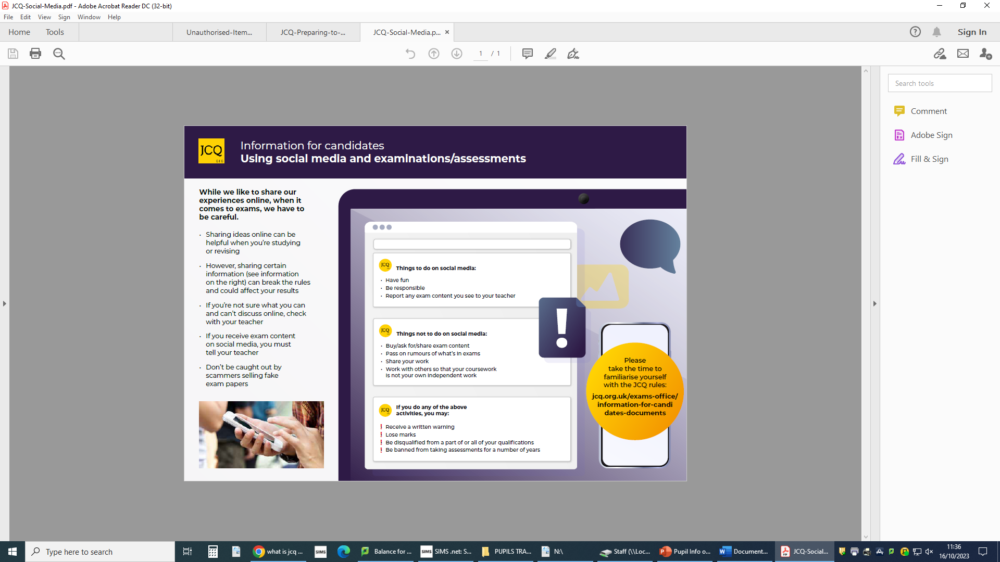 JCQ-Social-Media.pdf - Adobe Acrobat Reader DC (32-bit)
File Edit View Sign Window Help
Home Tools Unauthorised-Item... JCQ-Preparing-to-... JCQ-Social-Media.p... Sign In
1 / 1
Search tools
Comment
Adobe Sign
Fill & Sign
JCQ
CIC
Information for candidates
Using social media and examinations/assessments
While we like to share our
experiences online, when it
comes to exams, we have to
be careful.
· Sharing ideas online can be
helpful when you're studying
or revising
· However, sharing certain
information (see information
on the right) can break the rules
and could affect your results
· If you're not sure what you can
and can't discuss online, check
with your teacher
· If you receive exam content
on social media, you must
tell your teacher
· Don't be caught out by
scammers selling fake
exam papers
JCQ
Things to do on social media:
· Have fun
· Be responsible
· Report any exam content you see to your teacher
JCQ
Things not to do on social media:
· Buy/ask for/share exam content
· Pass on rumours of what's in exams
· Share your work
· Work with others so that your coursework
is not your own independent work
JCQ
If you do any of the above
activities, you may:
! Receive a written warning
! Lose marks
! Be disqualified from a part of or all of your qualifications
! Be banned from taking assessments for a number of years
!
Please
take the time to
familiarise yourself
with the JCQ rules:
jcq.org.uk/exams-office/
information-for-candi
dates-documents
Type here to search
what is jcq ...
SIMS
Balance for ...
SIMS SIMS .net: S...
PUPILS TRA...
N:\
Staff (\\Loc...
Pupil Info o...
Document...
JCQ-Social...
11:36
16/10/2023